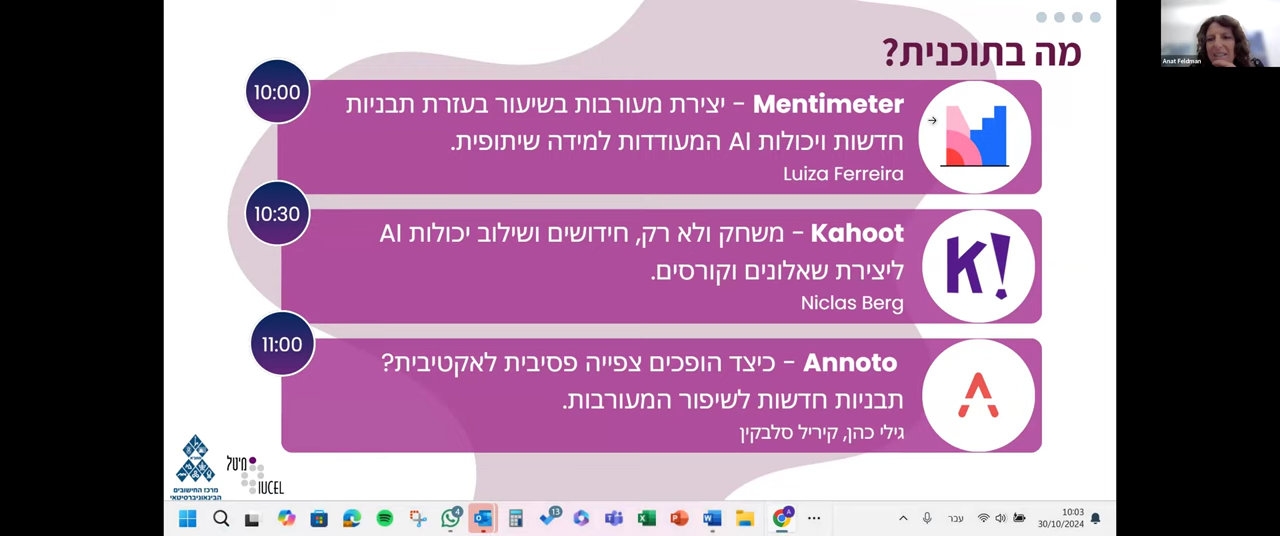 מה בתוכנית?
10:00
Mentimeter - יצירת מעורבות בשיעור בעזרת תבניות
חדשות ויכולות AI המעודדות למידה שיתופית.
Luiza Ferreira
10:30
Kahoot - משחק ולא רק, חידושים ושילוב יכולות AI
ליצירת שאלונים וקורסים.
Niclas Berg
K!
11:00
Annoto - כיצד הופכים צפייה פסיבית לאקטיבית?
תבניות חדשות לשיפור המעורבות.
גילי כהן, קיריל סלבקין
מרכז החישובים
הבינאוניברסיטאי
מיטל
IUCEL
Anat Feldman
4
13
A
עבר
10:03
30/10/2024